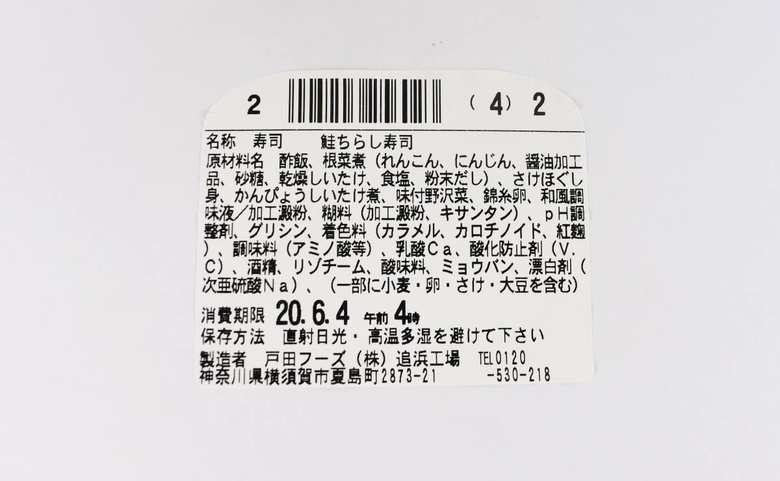 2 (4) 2
名称 寿司 鮭ちらし寿司
原材料名 酢飯、根菜煮(れんこん、にんじん、醤油加工
品、砂糖、乾燥しいたけ、食塩、粉末だし)、さけほぐし
身、かんぴょうしいたけ煮、味付野沢菜、錦糸卵、和風調
味液/加工澱粉、糊料(加工澱粉、キサンタン)、pH調
整剤、グリシン、着色料(カラメル、カロチノイド、紅麹
)、調味料(アミノ酸等)、乳酸Ca、酸化防止剤(V.
C)、酒精、リゾチーム、酸味料、ミョウバン、漂白剤(
次亜硫酸Na)、(一部に小麦・卵・さけ・大豆を含む)
消費期限 20.6.4 午前 4時
保存方法 直射日光・高温多湿を避けて下さい
製造者 戸田フーズ(株)追浜工場 TEL0120
神奈川県横須賀市夏島町2873-21 -530-218